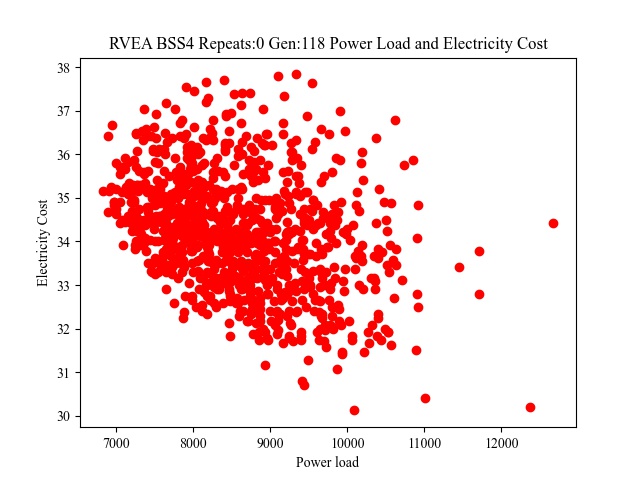 RVEA BSS4 Repeats:0 Gen:118 Power Load and Electricity Cost
38
37
36
35
34
33
32
31
30
Electricity Cost
7000 8000 9000 10000 11000 12000
Power load